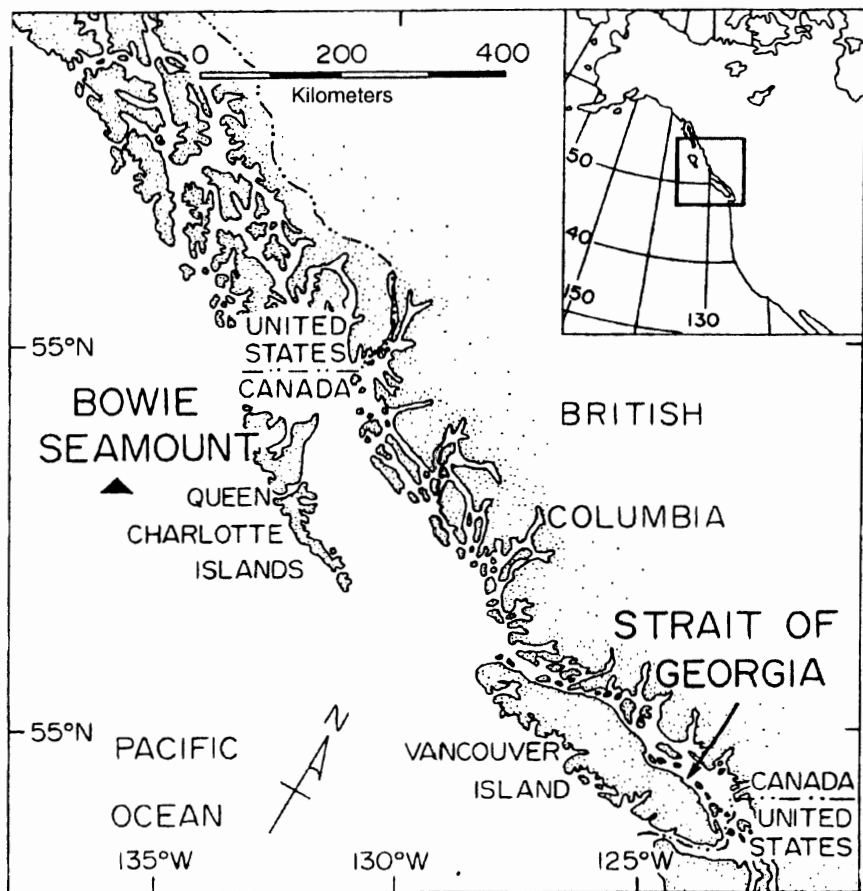 0 200 400
Kilometers
50
40
150
130
55°N
UNITED
STATES
CANADA
BOWIE
SEAMOUNT
BRITISH
QUEEN
CHARLOTTE
ISLANDS
COLUMBIA
STRAIT OF
GEORGIA
55°N
N
PACIFIC
OCEAN
VANCOUVER
ISLAND
CANADA
UNITED
STATES
135°W 130°W 125°W